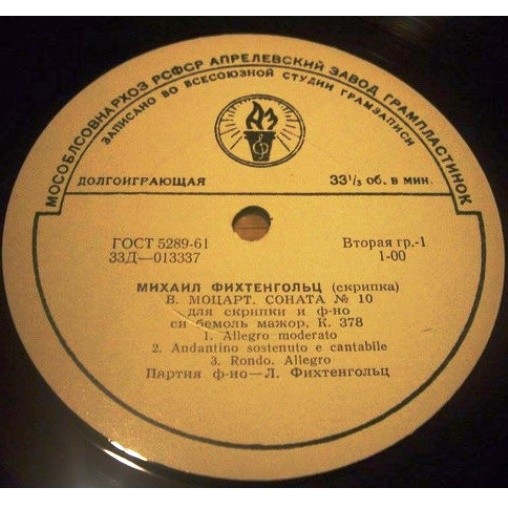 МОСОБЛСОВНАРХОЗ РСФСР АПРЕЛЕВСКИЙ ЗАВОД ГРАМПЛАСТИНОК
ЗАПИСАНО ВО ВСЕСОЮЗНОЙ СТУДИИ ГРАМЗАПИСИ
АЗ
ДОЛГОИГРАЮЩАЯ 33⅓ об. в мин.
ГОСТ 5289-61 Вторая гр.-1
33Д—013337 1-00
МИХАИЛ ФИХТЕНГОЛЬЦ (скрипка)
В. МОЦАРТ. СОНАТА № 10
для скрипки и ф-но
си бемоль мажор. К. 378
1. Allegro moderato
2. Andantino sostenuto e cantabile
3. Rondo. Allegro
Партия ф-но—Л. Фихтенгольц